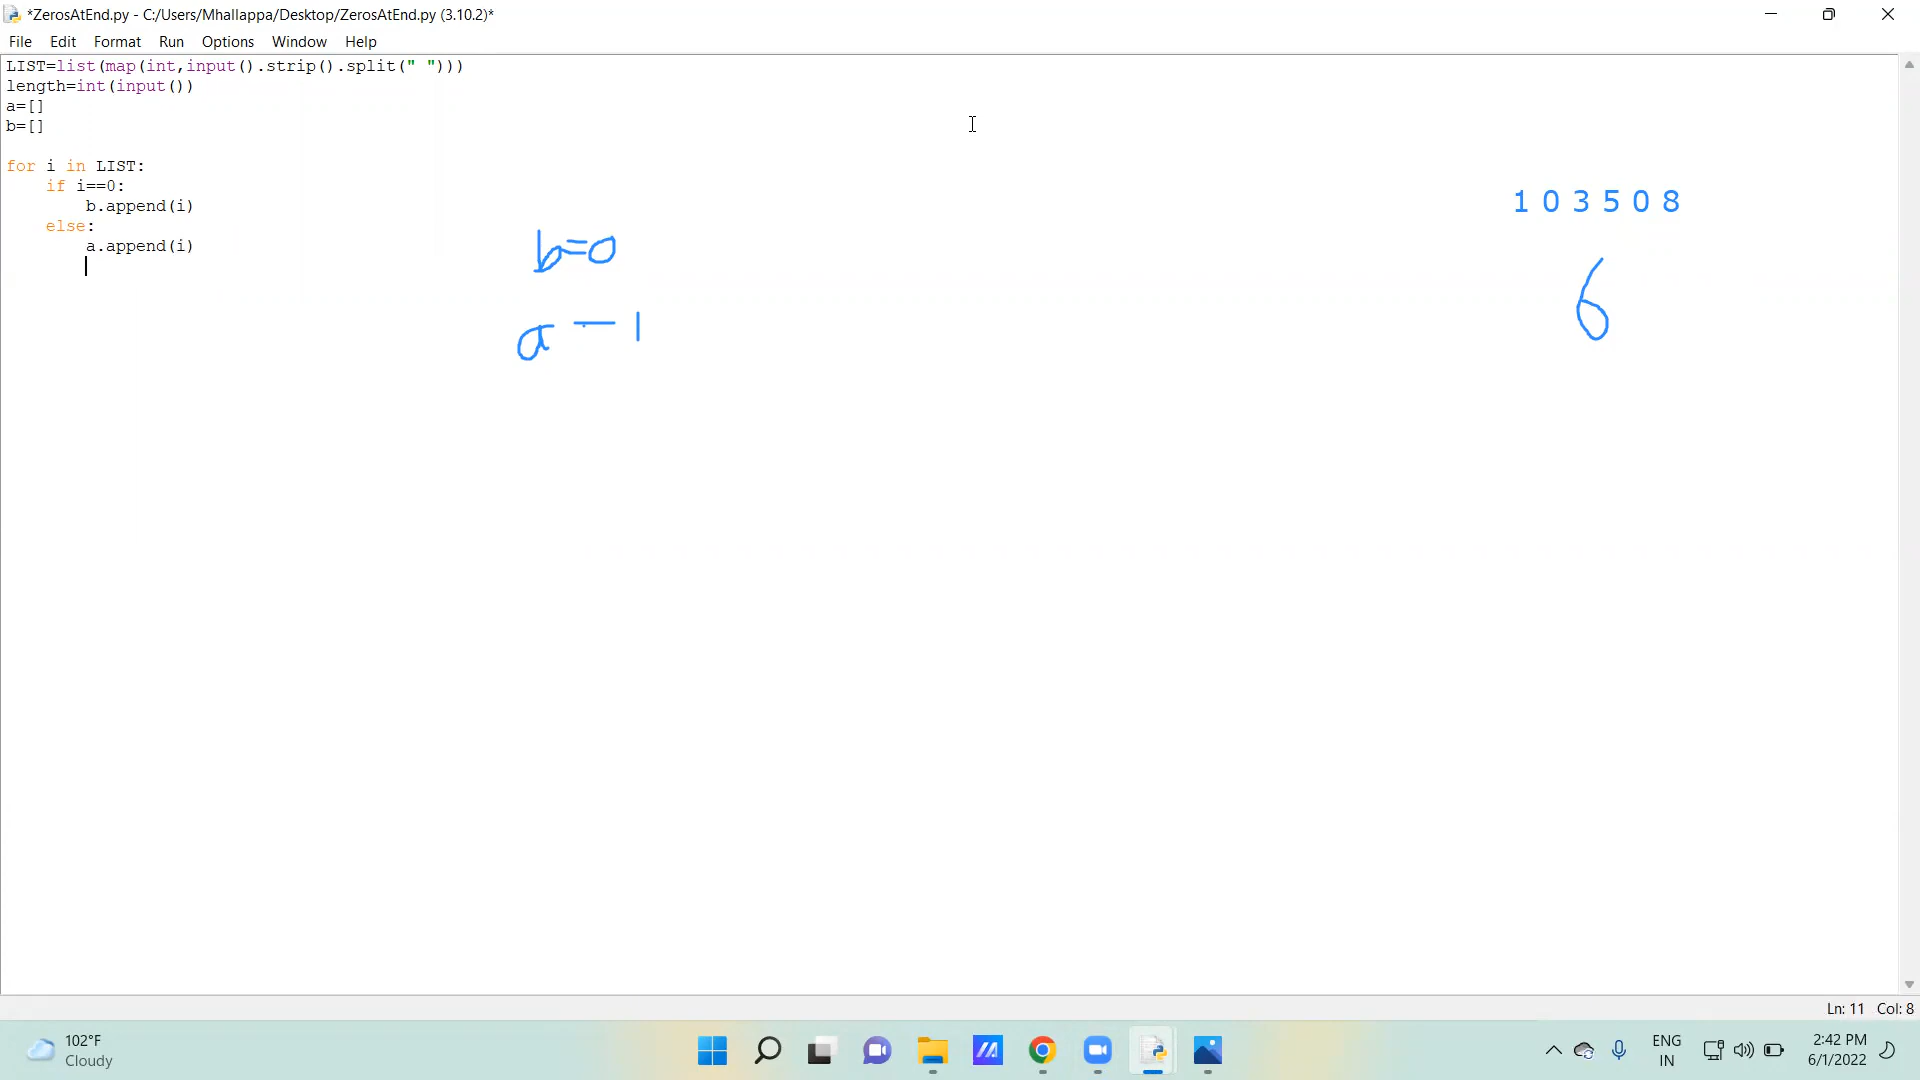 *ZerosAtEnd.py - C:/Users/Mhallappa/Desktop/ZerosAtEnd.py (3.10.2)*
File Edit Format Run Options Window Help
LIST=list(map(int,input().strip().split(" ")))
length=int(input())
a=[]
b=[]
for i in LIST:
    if i==0:
        b.append(i)
    else:
        a.append(i)
b=0
a - 1
1 0 3 5 0 8
6
Ln: 11 Col: 8
102°F
Cloudy
ENG
IN
2:42 PM
6/1/2022